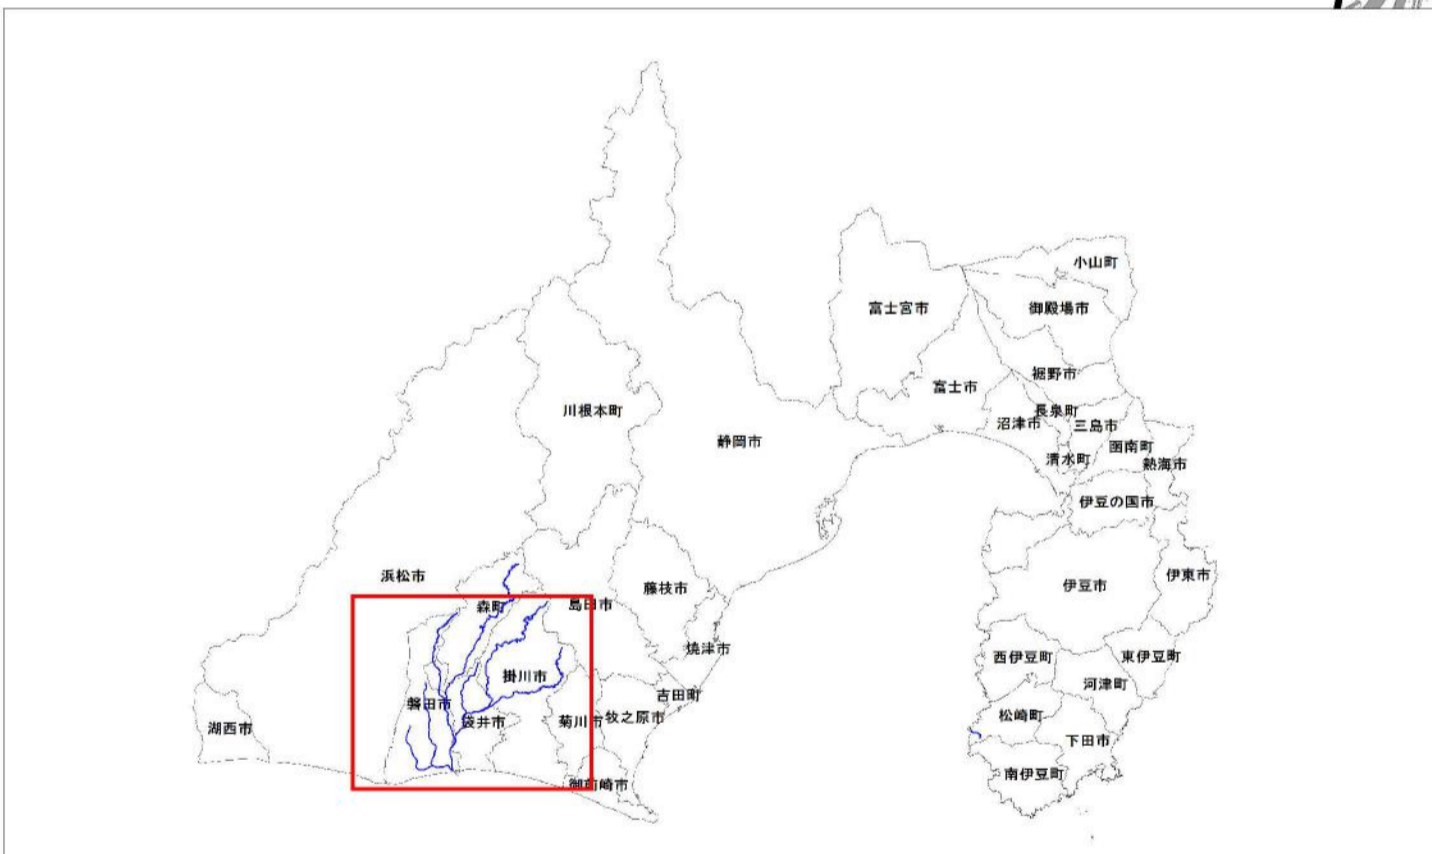 小山町
富士宮市
御殿場市
裾野市
富士市
川根本町
長泉町
沼津市
三島市
静岡市
函南町
清水町
熱海市
伊豆の国市
浜松市
伊東市
伊豆市
藤枝市
島田市
森町
焼津市
西伊豆町
東伊豆町
掛川市
河津町
吉田町
磐田市
牧之原市
松崎町
菊川市
袋井市
湖西市
下田市
南伊豆町
御前崎市